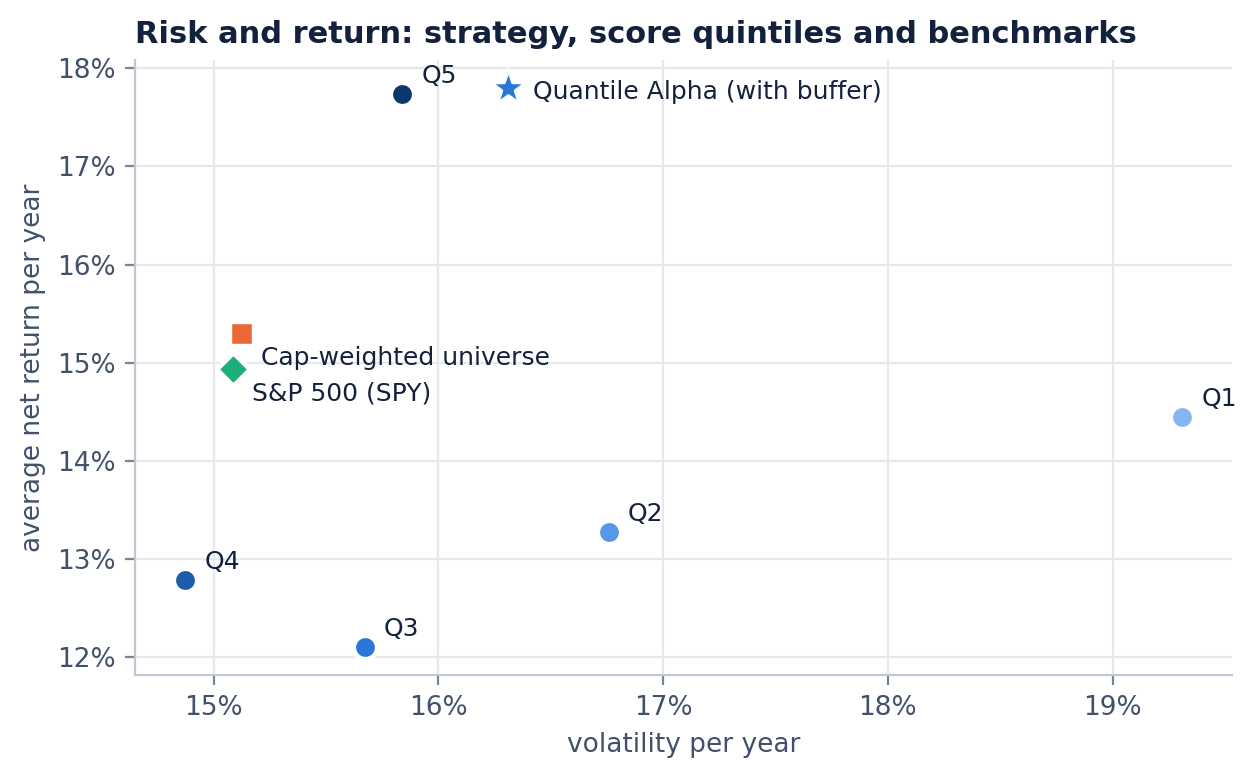 Risk and return: strategy, score quintiles and benchmarks
average net return per year
18%
17%
16%
15%
14%
13%
12%
Q5
Quantile Alpha (with buffer)
Cap-weighted universe
S&P 500 (SPY)
Q1
Q2
Q4
Q3
15%
16%
17%
18%
19%
volatility per year